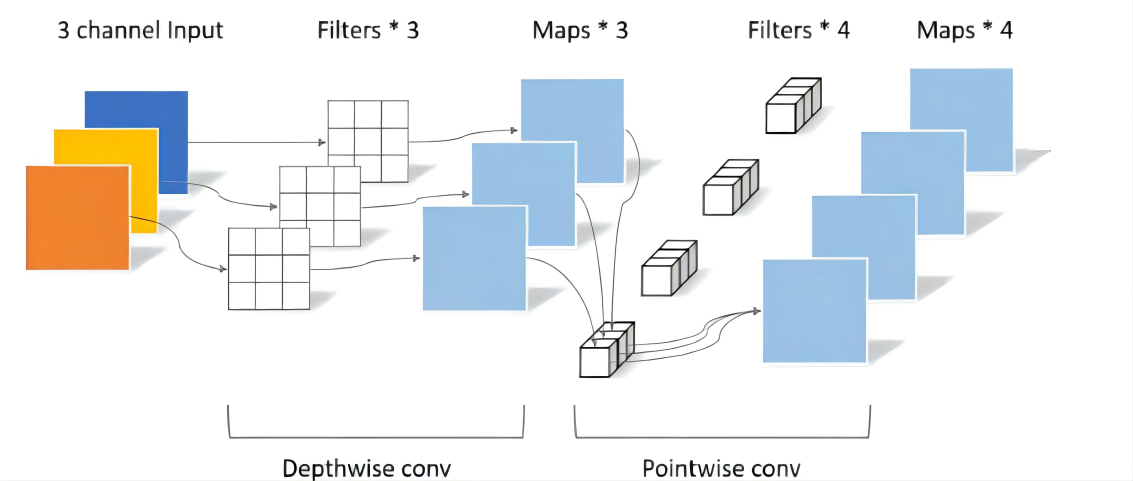 3 channel Input
Filters * 3
Maps * 3
Filters * 4
Maps * 4
Depthwise conv
Pointwise conv